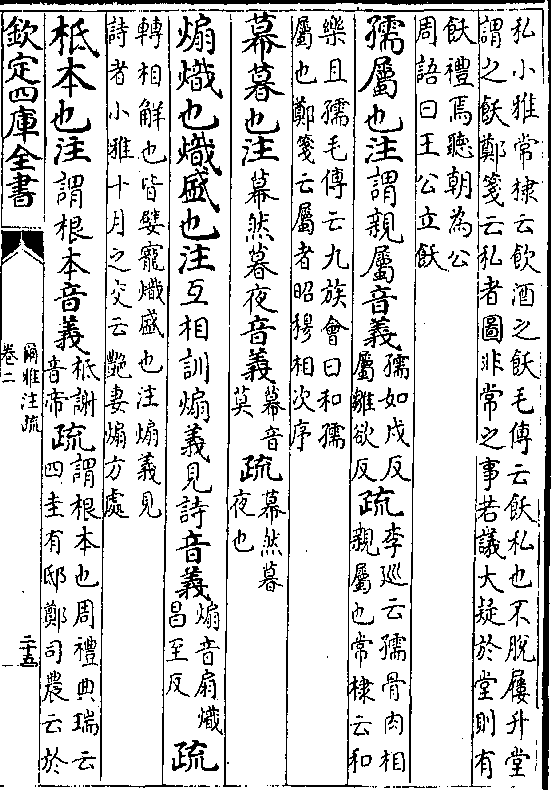 私小雅常棣云飲酒之飫毛傳云飫私也不脫屨升堂
謂之飫鄭箋云私者圖非常之事若議大疑於堂則有
飫禮焉聽朝為公
周語曰王公立飫
孺屬也注謂親屬音義孺如戍反
屬雛欲反疏李巡云孺骨肉相
親屬也常棣云和
樂且孺毛傳云九族會曰和孺
屬也鄭箋云屬者昭穆相次序
幕暮也注幕然暮夜音義幕音
莫疏幕然暮
夜也
煽熾也熾盛也注互相訓煽義見詩音義煽音扇熾
昌至反疏
轉相解也皆嬖寵熾盛也注煽義見
詩者小雅十月之交云豔妻煽方處
柢本也注謂根本音義柢謝
音帝疏謂根本也周禮典瑞云
四圭有邸鄭司農云於
欽定四庫全書
爾雅注疏
卷二
二十五